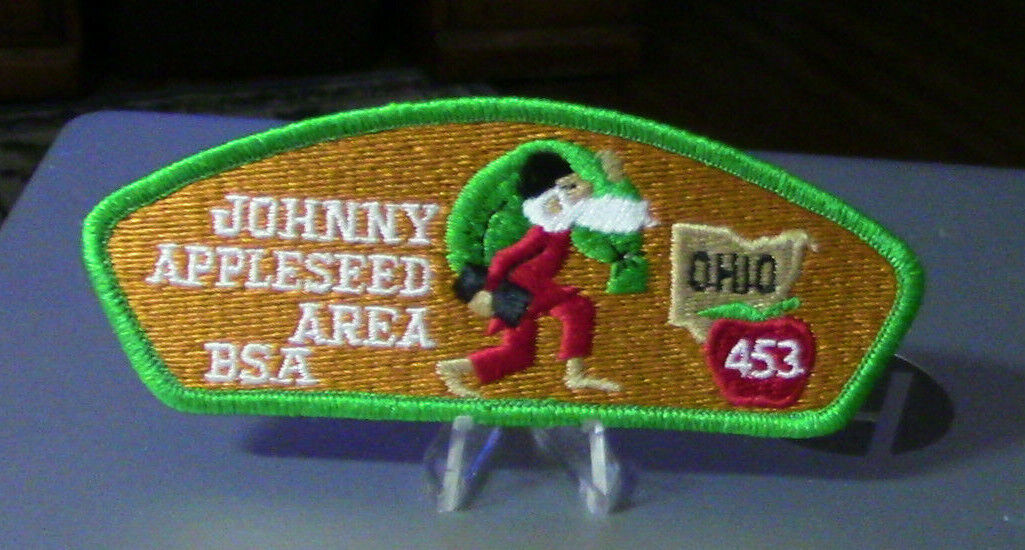 JOHNNY
APPLESEED
AREA
BSA
OHIO
453